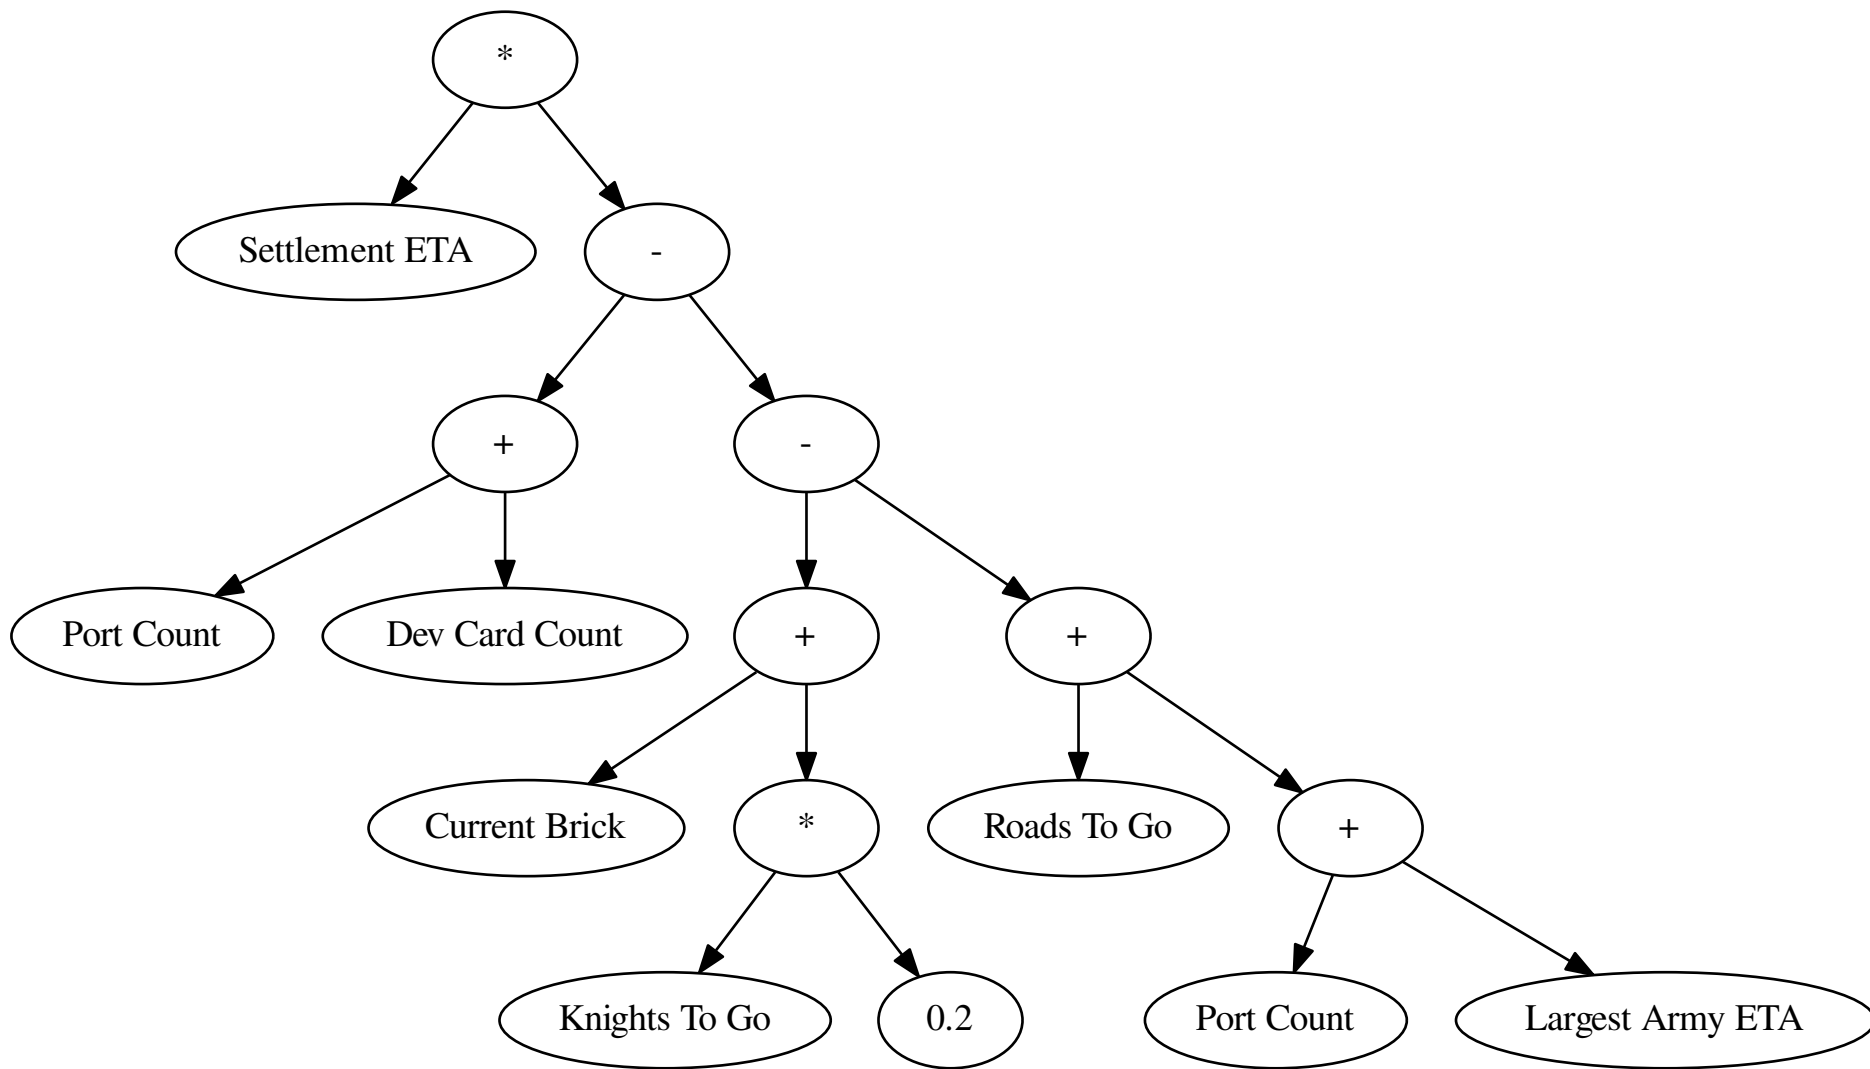 *
Settlement ETA
-
+
-
Port Count
Dev Card Count
+
+
Current Brick
*
Roads To Go
+
Knights To Go
0.2
Port Count
Largest Army ETA